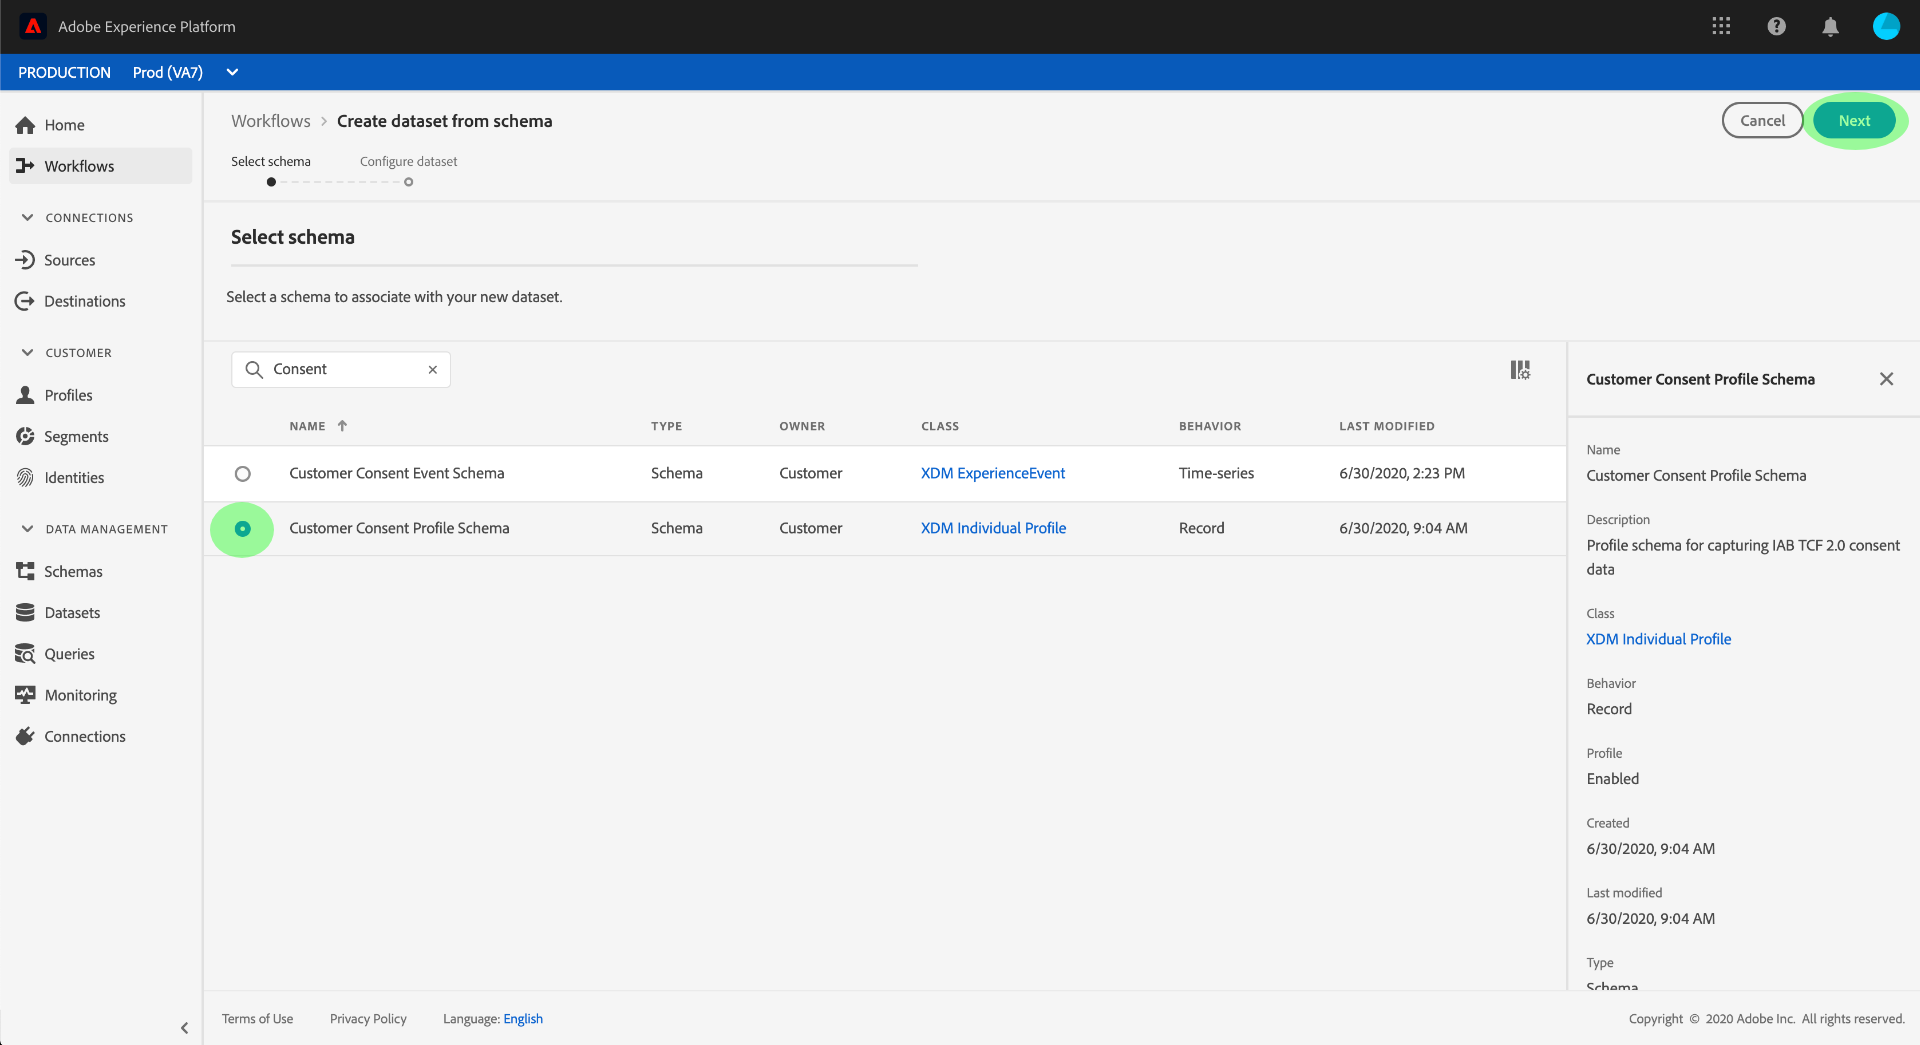 Adobe Experience Platform
PRODUCTION Prod (VA7)
Home
Workflows
CONNECTIONS
Sources
Destinations
CUSTOMER
Profiles
Segments
Identities
DATA MANAGEMENT
Schemas
Datasets
Queries
Monitoring
Connections
Workflows > Create dataset from schema
Cancel
Next
Select schema Configure dataset
Select schema
Select a schema to associate with your new dataset.
Consent
NAME TYPE OWNER CLASS BEHAVIOR LAST MODIFIED
Customer Consent Event Schema Schema Customer XDM ExperienceEvent Time-series 6/30/2020, 2:23 PM
Customer Consent Profile Schema Schema Customer XDM Individual Profile Record 6/30/2020, 9:04 AM
Customer Consent Profile Schema
Name
Customer Consent Profile Schema
Description
Profile schema for capturing IAB TCF 2.0 consent
data
Class
XDM Individual Profile
Behavior
Record
Profile
Enabled
Created
6/30/2020, 9:04 AM
Last modified
6/30/2020, 9:04 AM
Type
Schema
Terms of Use Privacy Policy Language: English
Copyright © 2020 Adobe Inc. All rights reserved.